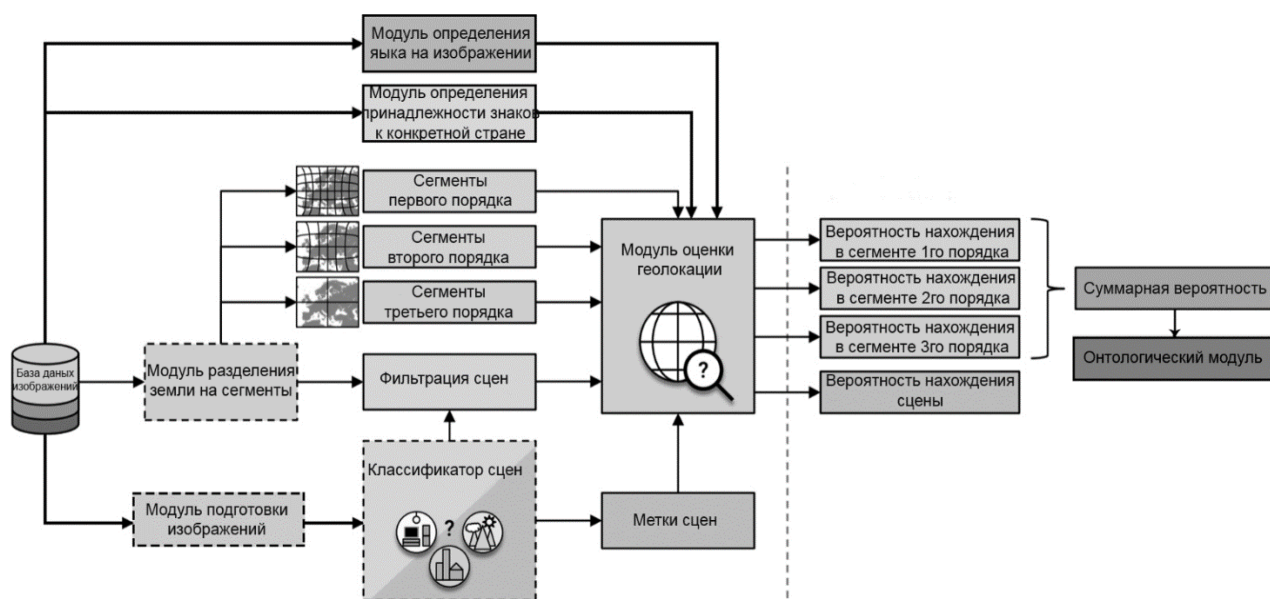 Модуль определения
яыка на изображении
Модуль определения
принадлежности знаков
к конкретной стране
Сегменты
первого порядка
Сегменты
второго порядка
Сегменты
третьего порядка
Модуль оценки
геолокации
?
Вероятность нахождения
в сегменте 1го порядка
Вероятность нахождения
в сегменте 2го порядка
Вероятность нахождения
в сегменте 3го порядка
Вероятность нахождения
сцены
Суммарная вероятность
Онтологический модуль
База даных
изображений
Модуль разделения
земли на сегменты
Фильтрация сцен
Классификатор сцен
?
Модуль подготовки
изображений
Метки сцен